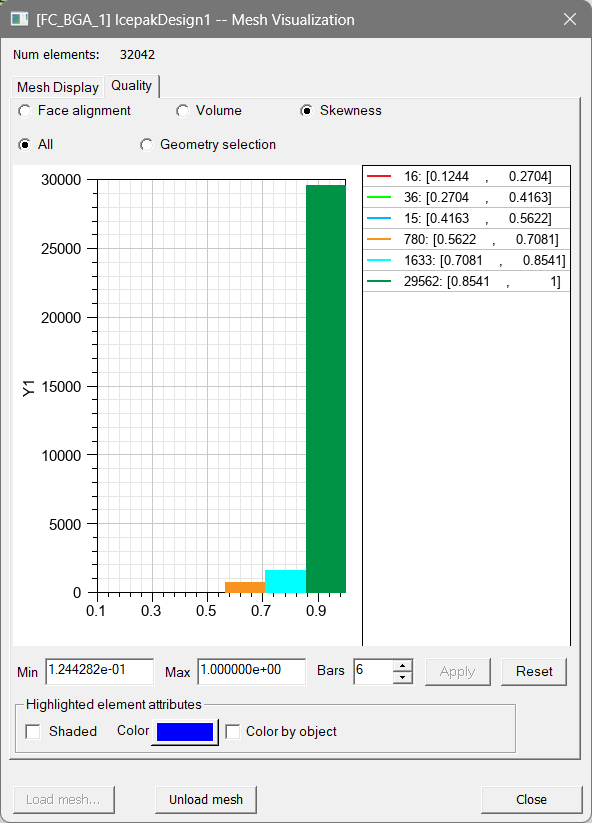 [FC_BGA_1] IcepakDesign1 -- Mesh Visualization
Num elements: 32042
Mesh Display Quality
Face alignment Volume Skewness
All Geometry selection
30000
25000
20000
15000
10000
5000
0
Y1
0.1 0.3 0.5 0.7 0.9
16: [0.1244 , 0.2704]
36: [0.2704 , 0.4163]
15: [0.4163 , 0.5622]
780: [0.5622 , 0.7081]
1633: [0.7081 , 0.8541]
29562: [0.8541 , 1]
Min 1.244282e-01 Max 1.000000e+00 Bars 6 Apply Reset
Highlighted element attributes
Shaded Color Color by object
Load mesh... Unload mesh Close